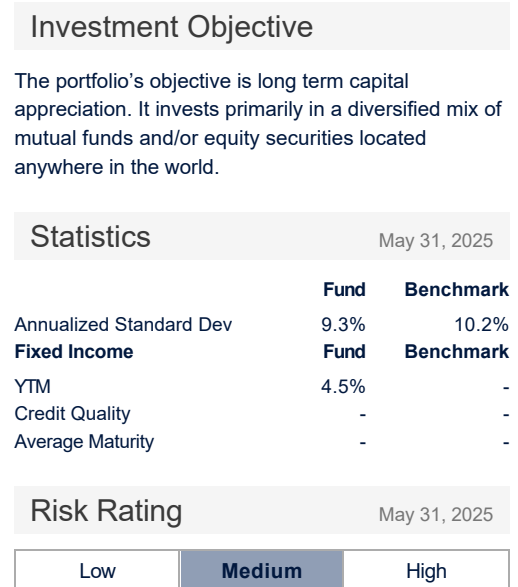 Investment Objective
The portfolio’s objective is long term capital
appreciation. It invests primarily in a diversified mix of
mutual funds and/or equity securities located
anywhere in the world.
Statistics May 31, 2025
Fund Benchmark
Annualized Standard Dev 9.3% 10.2%
Fixed Income Fund Benchmark
YTM 4.5% -
Credit Quality - -
Average Maturity - -
Risk Rating May 31, 2025
Low Medium High